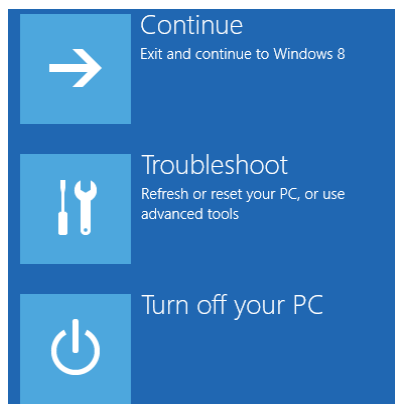 Continue
Exit and continue to Windows 8
Troubleshoot
Refresh or reset your PC, or use
advanced tools
Turn off your PC